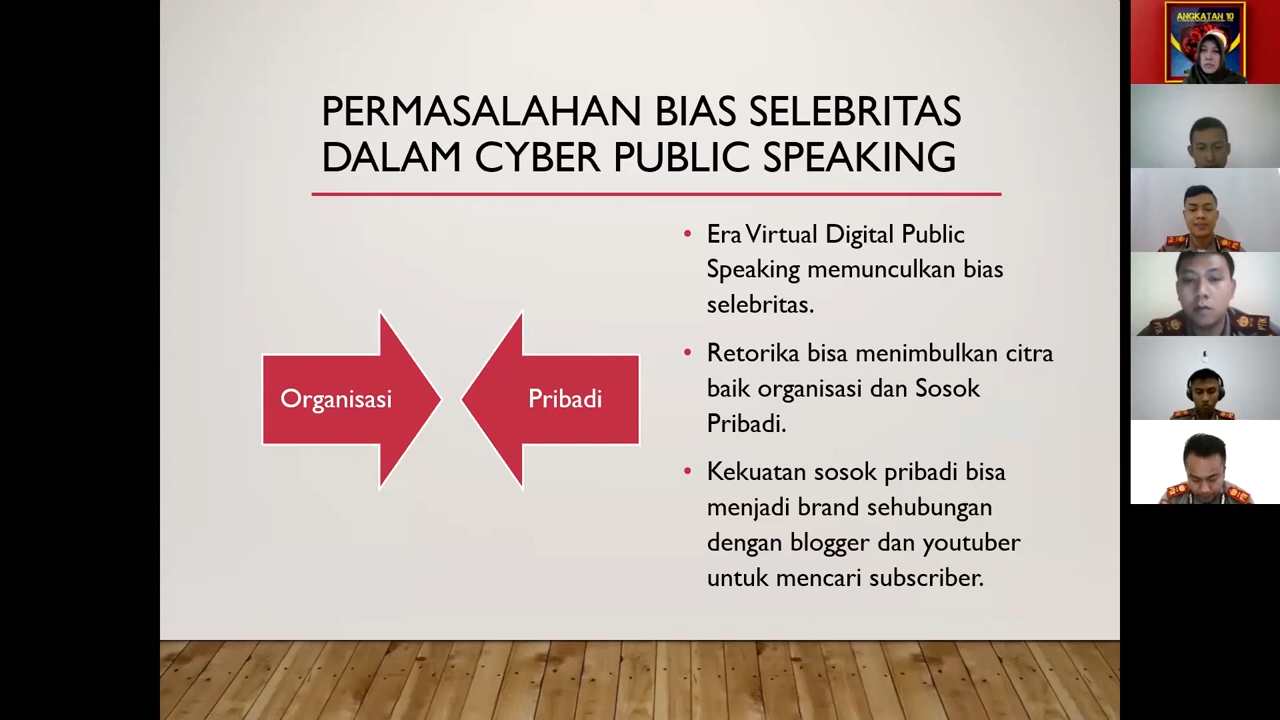 PERMASALAHAN BIAS SELEBRITAS
DALAM CYBER PUBLIC SPEAKING
Organisasi
Pribadi
• Era Virtual Digital Public
Speaking memunculkan bias
selebritas.
• Retorika bisa menimbulkan citra
baik organisasi dan Sosok
Pribadi.
• Kekuatan sosok pribadi bisa
menjadi brand sehubungan
dengan blogger dan youtuber
untuk mencari subscriber.
ANGKATAN 10